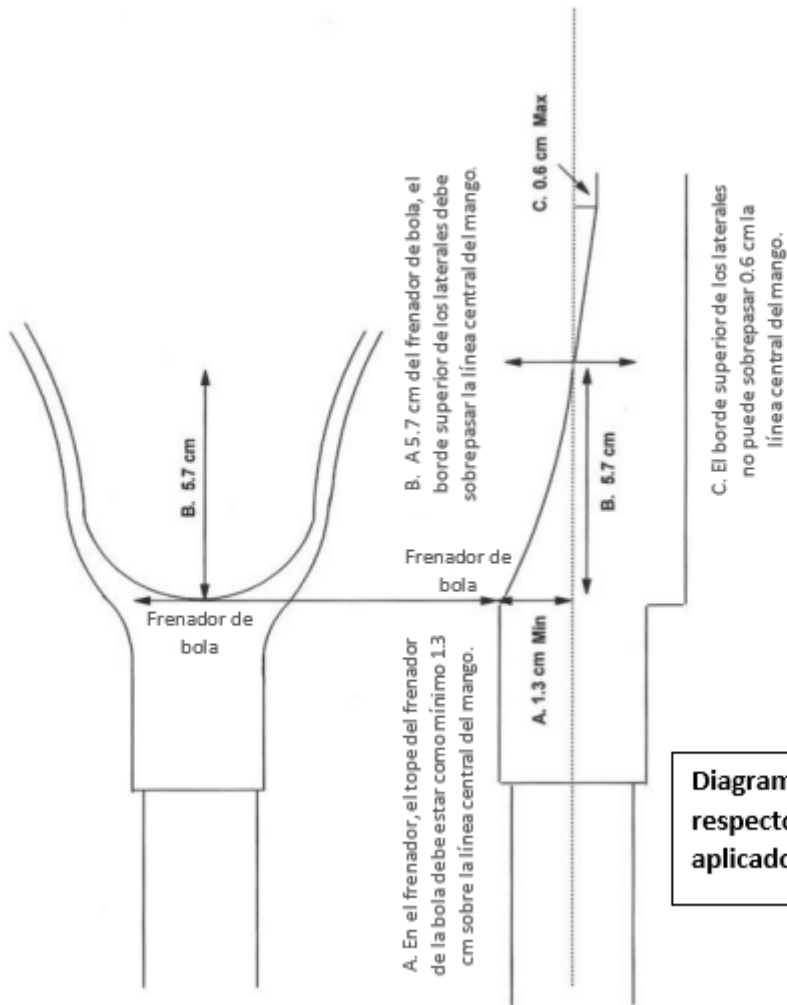 B. 5.7 cm
Frenador de
bola
A. En el frenador, el tope del frenador
de la bola debe estar como mínimo 1.3
cm sobre la línea central del mango.
B. A 5.7 cm del frenador de bola, el
borde superior de los laterales debe
sobrepasar la línea central del mango.
Frenador de
bola
A. 1.3 cm Min
B. 5.7 cm
C. 0.6 cm Max
C. El borde superior de los laterales
no puede sobrepasar 0.6 cm la
línea central del mango.
Diagram
respecto
aplicado